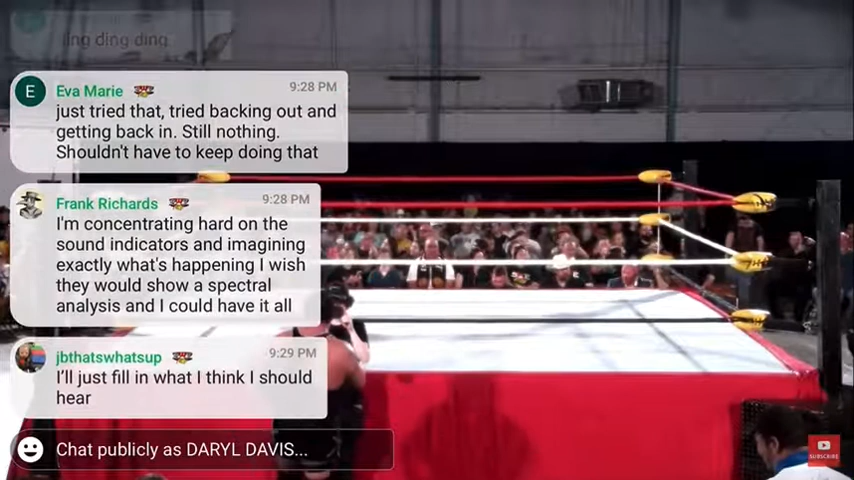 ding ding ding
Eva Marie
9:28 PM
just tried that, tried backing out and
getting back in. Still nothing.
Shouldn't have to keep doing that
Frank Richards
9:28 PM
I'm concentrating hard on the
sound indicators and imagining
exactly what's happening I wish
they would show a spectral
analysis and I could have it all
jbthatswhatsup
9:29 PM
I'll just fill in what I think I should
hear
Chat publicly as DARYL DAVIS...
SUBSCRIBE